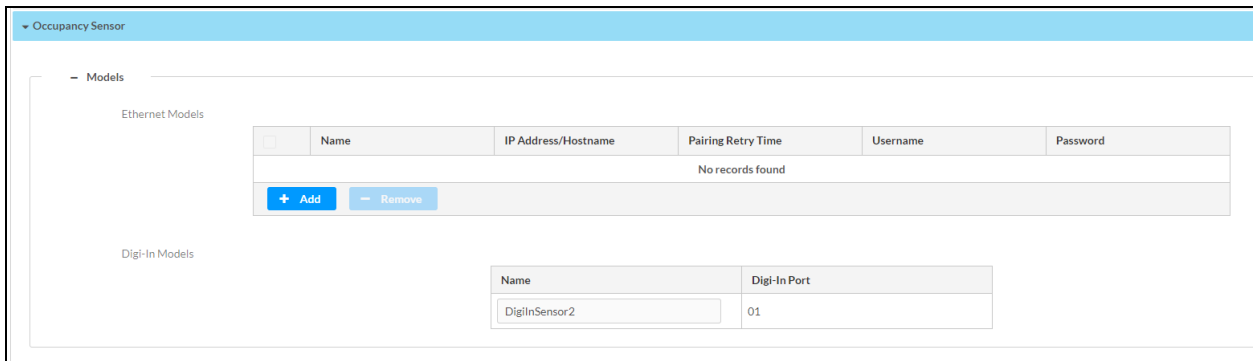 Occupancy Sensor
– Models
Ethernet Models
Name IP Address/Hostname Pairing Retry Time Username Password
No records found
+ Add – Remove
Digi-In Models
Name Digi-In Port
DigiInSensor2 01